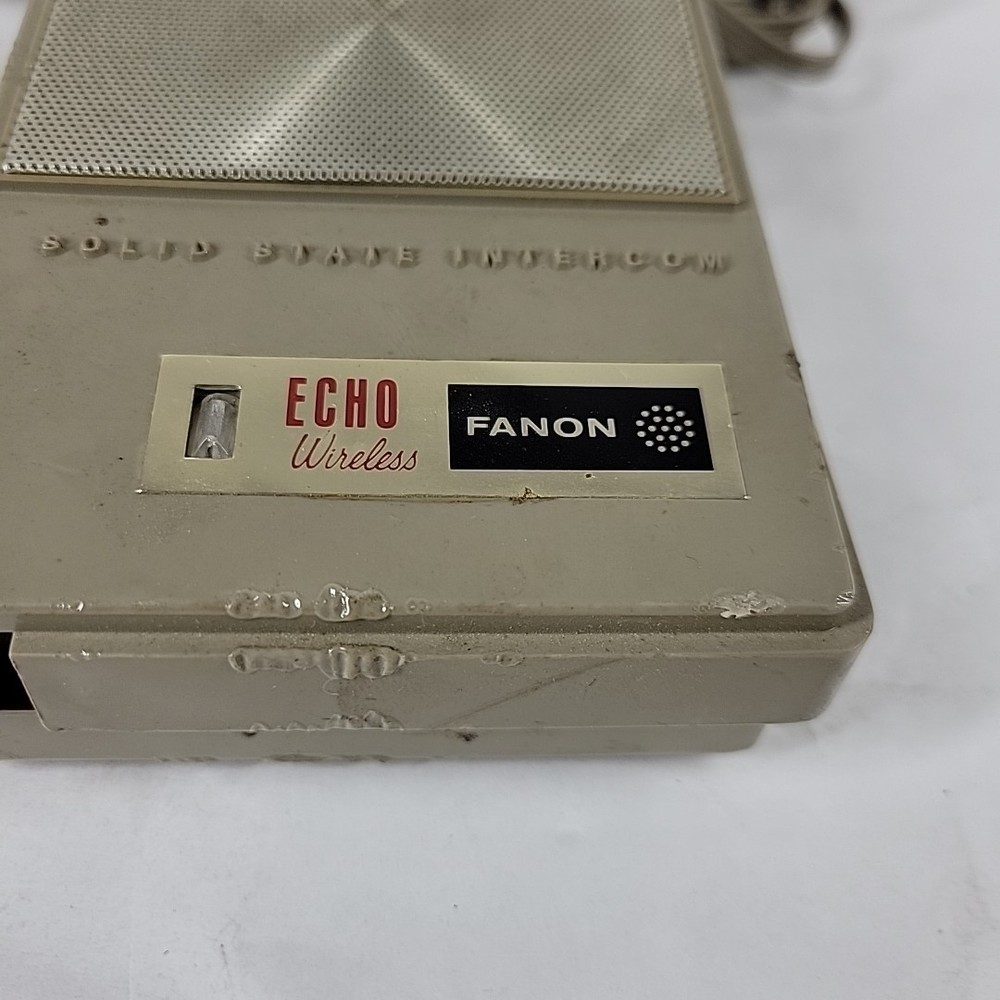 SOLID STATE INTERCOM
ECHO
Wireless
FANON